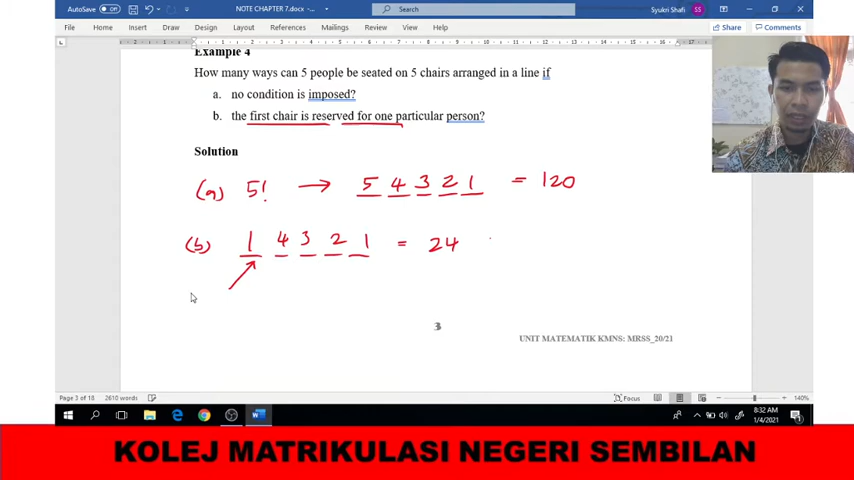 AutoSave Off
NOTE CHAPTER 7.docx
Search
Syukri Shafi
SS
File Home Insert Draw Design Layout References Mailings Review View Help
Share Comments
Example 4
How many ways can 5 people be seated on 5 chairs arranged in a line if
a. no condition is imposed?
b. the first chair is reserved for one particular person?
Solution
(a) 5! → 5 4 3 2 1 = 120
(b) 1 4 3 2 1 = 24
3
UNIT MATEMATIK KMNS: MRSS_20/21
Page 3 of 18 2610 words Focus 140%
8:32 AM
1/4/2021
KOLEJ MATRIKULASI NEGERI SEMBILAN